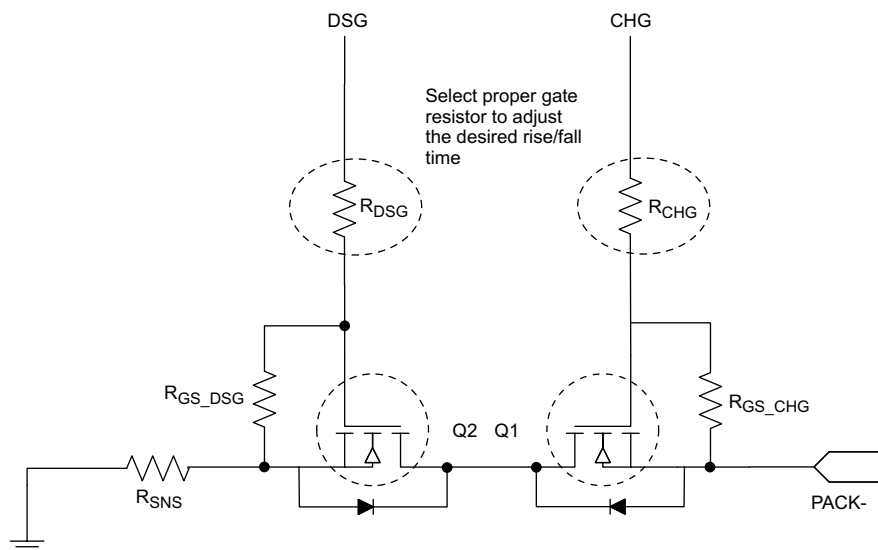 DSG
CHG
Select proper gate
resistor to adjust
the desired rise/fall
time
RDSG
RCHG
RGS_DSG
RGS_CHG
Q2 Q1
RSNS
PACK-